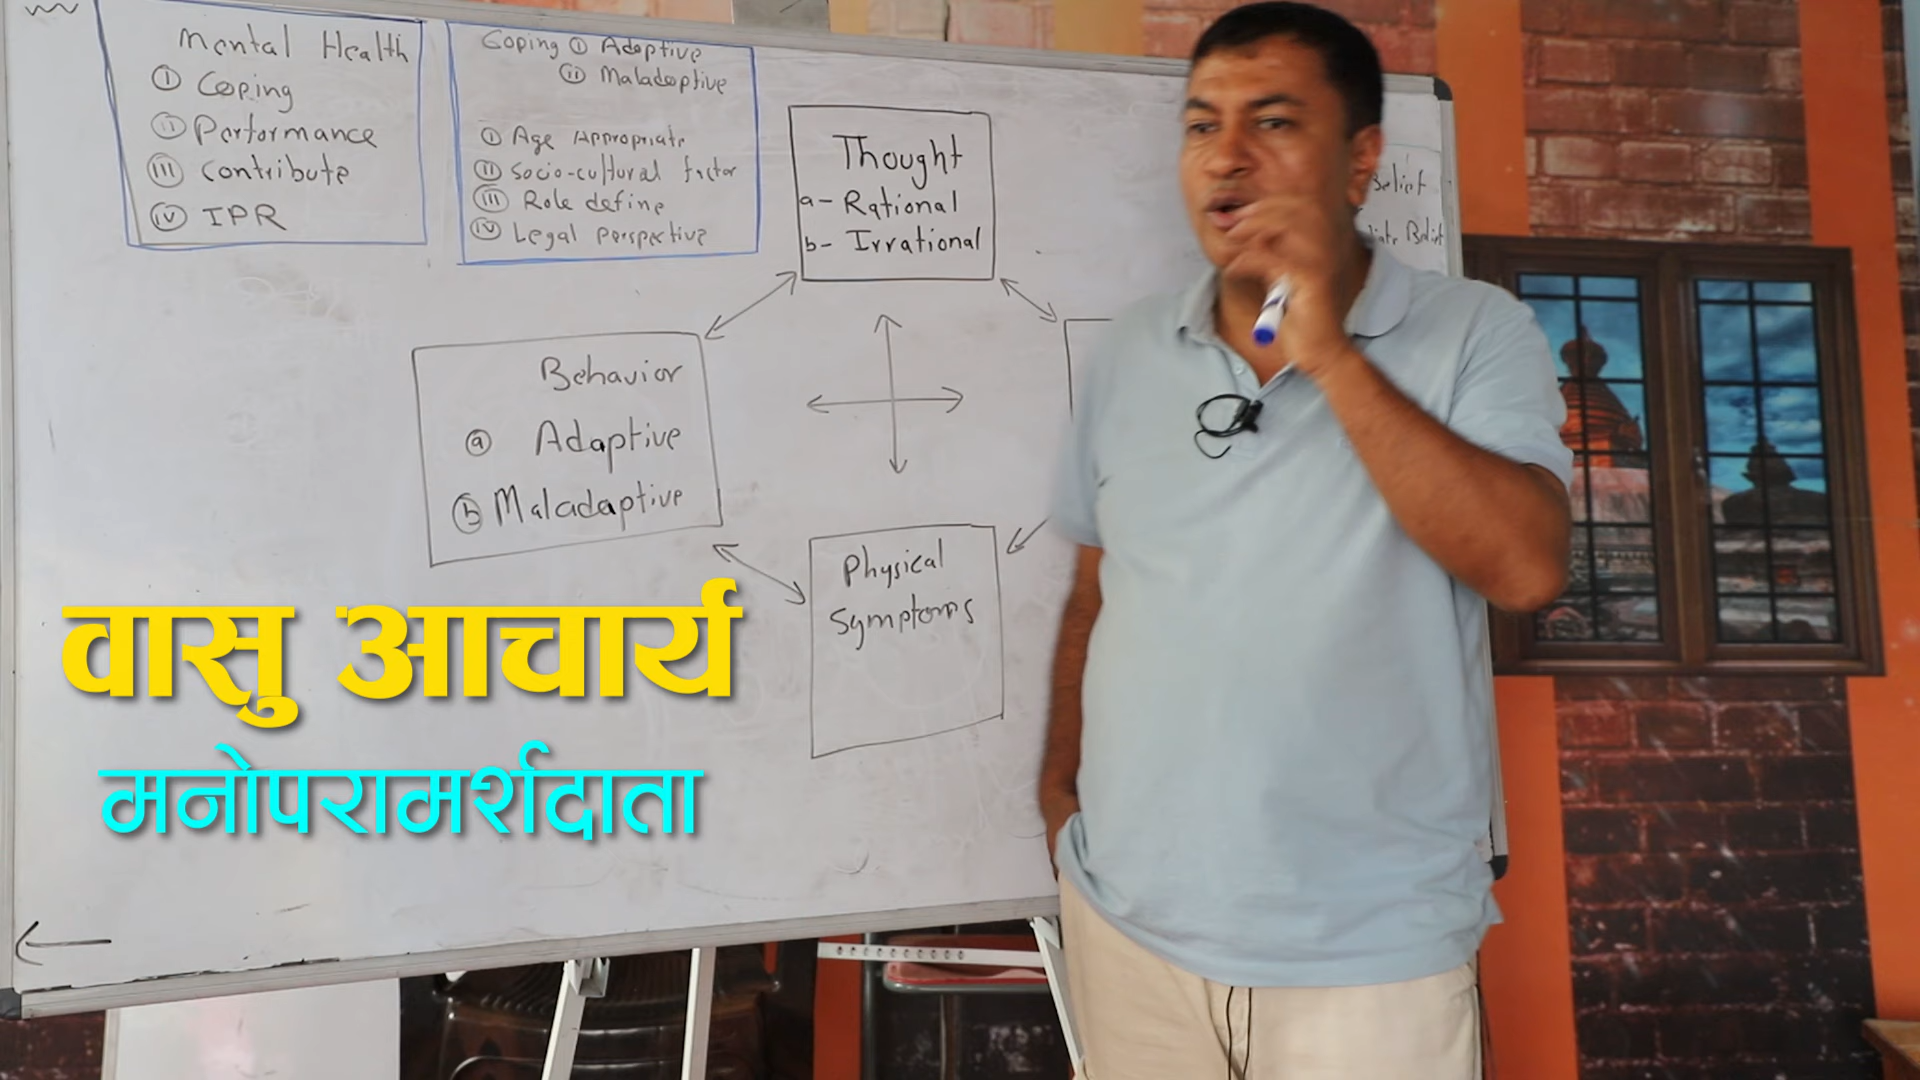 Mental Health
① Coping
② Performance
③ Contribute
④ IPR
Coping ① Adaptive
② Maladaptive
① Age Appropriate
② Socio-cultural factor
③ Role define
④ Legal perspective
Thought
a- Rational
b- Irrational
Belief
Belief
Behavior
ⓐ Adaptive
ⓑ Maladaptive
Physical
Symptoms
वासु आचार्य
मनोपरामर्शदाता